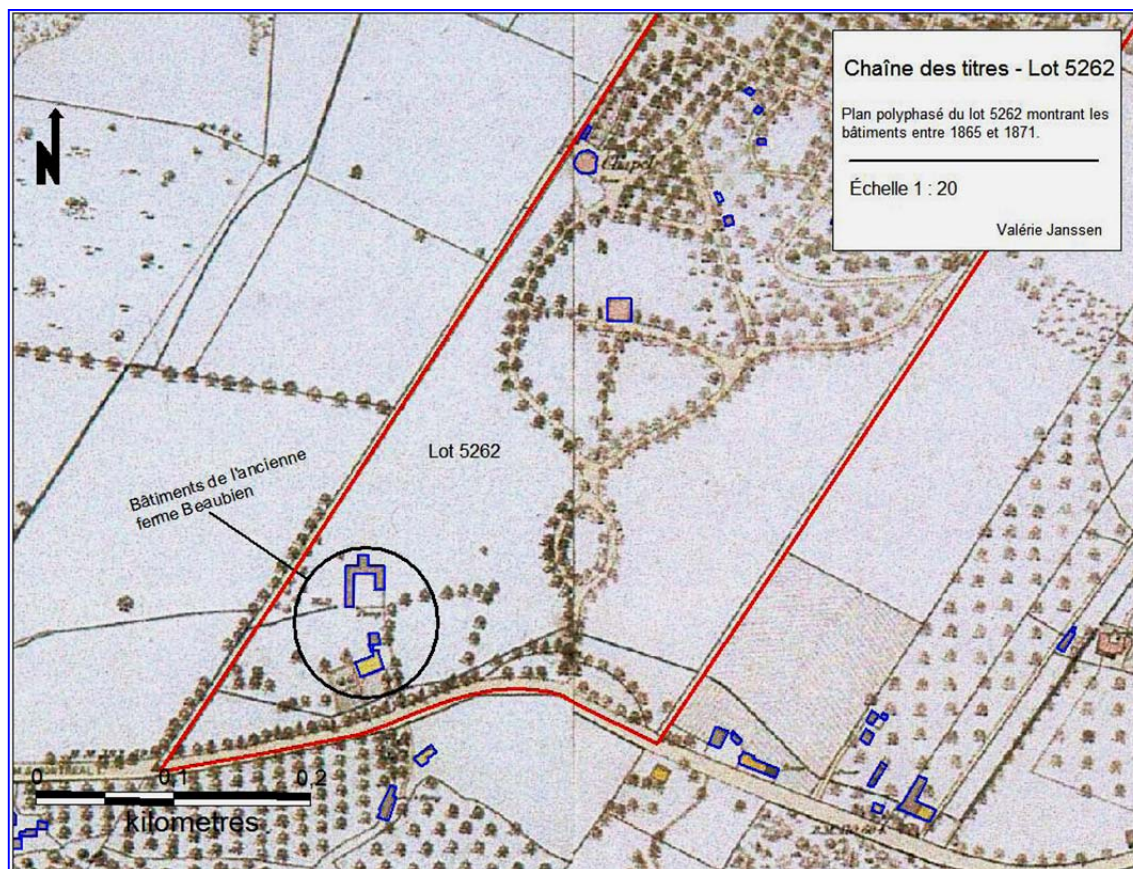 Chaîne des titres - Lot 5262
Plan polyphasé du lot 5262 montrant les
bâtiments entre 1865 et 1871.
Échelle 1 : 20
Valérie Janssen
N
Chapel
Lot 5262
Bâtiments de l'ancienne
ferme Beaubien
0 0.1 0.2
kilometres